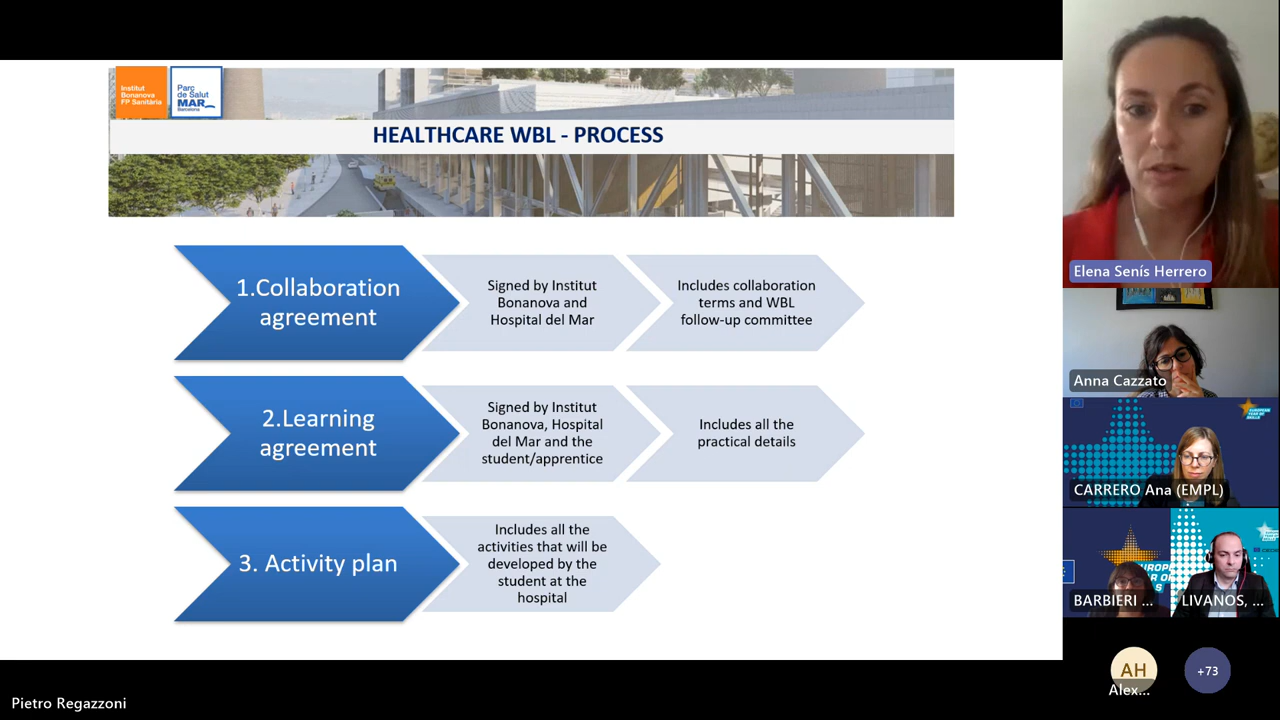 Institut
Bonanova
FP Sanitària
Parc
de Salut
MAR
Barcelona
HEALTHCARE WBL - PROCESS
1.Collaboration
agreement
Signed by Institut
Bonanova and
Hospital del Mar
Includes collaboration
terms and WBL
follow-up committee
2.Learning
agreement
Signed by Institut
Bonanova, Hospital
del Mar and the
student/apprentice
Includes all the
practical details
3. Activity plan
Includes all the
activities that will be
developed by the
student at the
hospital
Elena Senís Herrero
Anna Cazzato
EUROPEAN
YEAR OF
SKILLS
CARRERO Ana (EMPL)
BARBIERI ...
LIVANOS, ...
AH
Alex...
+73
Pietro Regazzoni